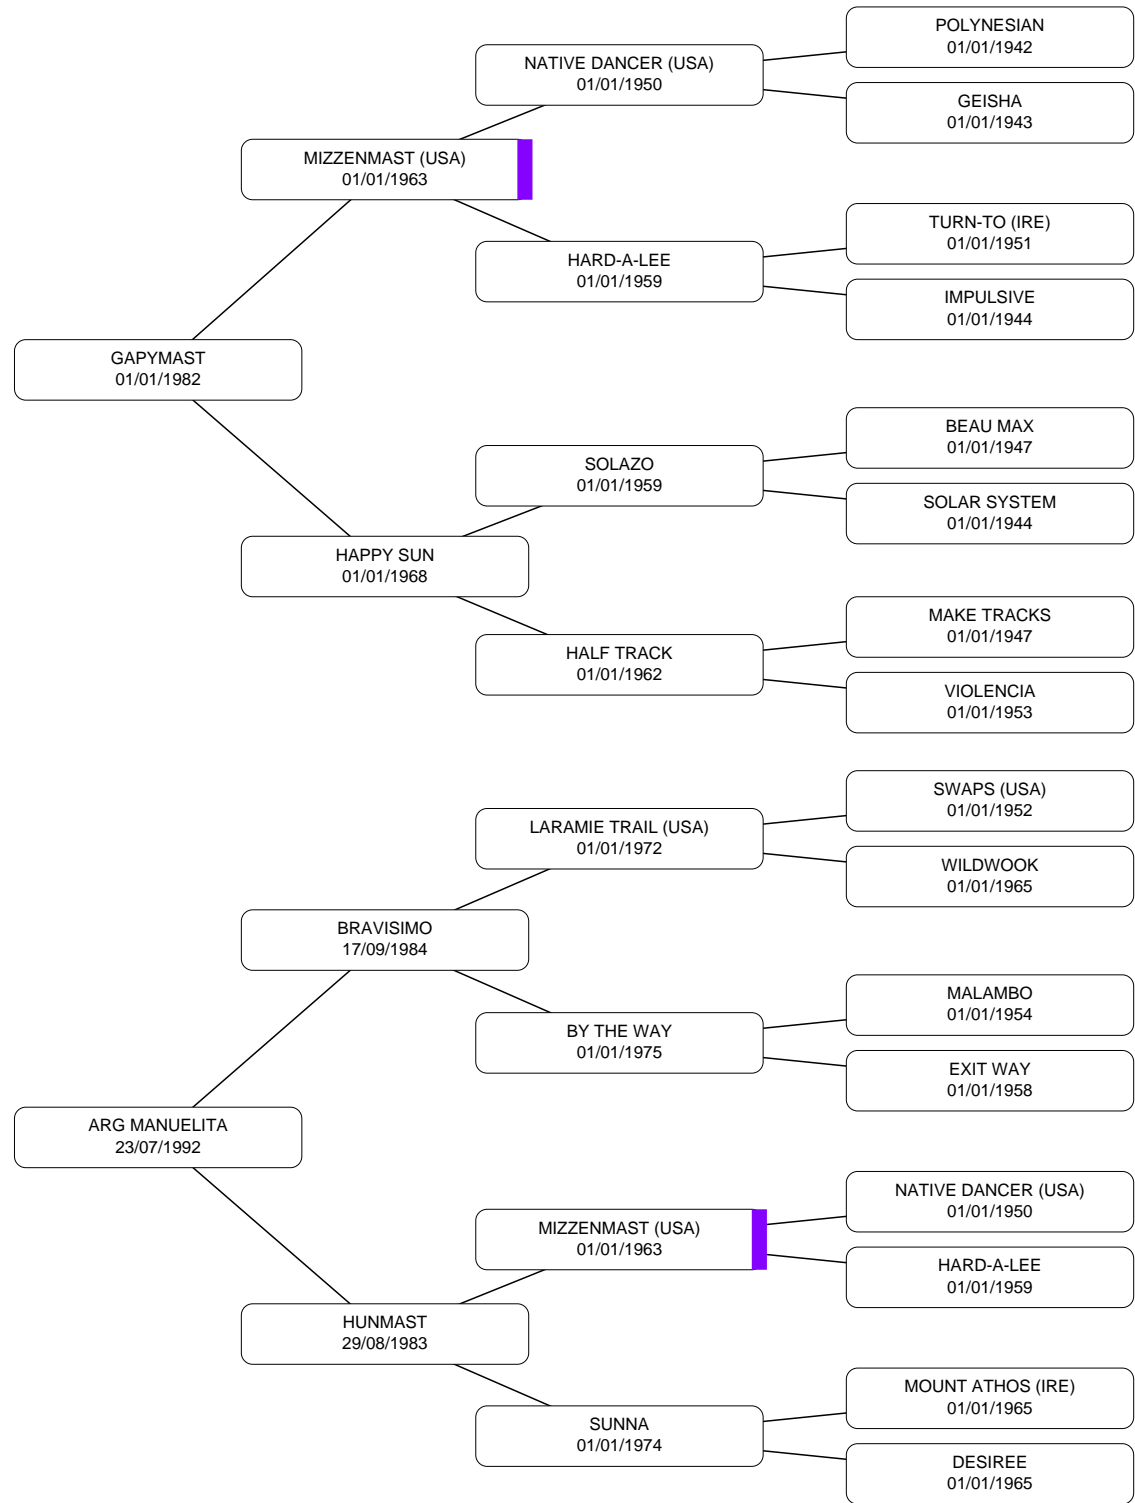 POLYNESIAN
01/01/1942
NATIVE DANCER (USA)
01/01/1950
GEISHA
01/01/1943
MIZZENMAST (USA)
01/01/1963
TURN-TO (IRE)
01/01/1951
HARD-A-LEE
01/01/1959
IMPULSIVE
01/01/1944
GAPYMAST
01/01/1982
BEAU MAX
01/01/1947
SOLAZO
01/01/1959
SOLAR SYSTEM
01/01/1944
HAPPY SUN
01/01/1968
MAKE TRACKS
01/01/1947
HALF TRACK
01/01/1962
VIOLENCIA
01/01/1953
SWAPS (USA)
01/01/1952
LARAMIE TRAIL (USA)
01/01/1972
WILDWOOK
01/01/1965
BRAVISIMO
17/09/1984
MALAMBO
01/01/1954
BY THE WAY
01/01/1975
EXIT WAY
01/01/1958
ARG MANUELITA
23/07/1992
NATIVE DANCER (USA)
01/01/1950
MIZZENMAST (USA)
01/01/1963
HARD-A-LEE
01/01/1959
HUNMAST
29/08/1983
MOUNT ATHOS (IRE)
01/01/1965
SUNNA
01/01/1974
DESIREE
01/01/1965